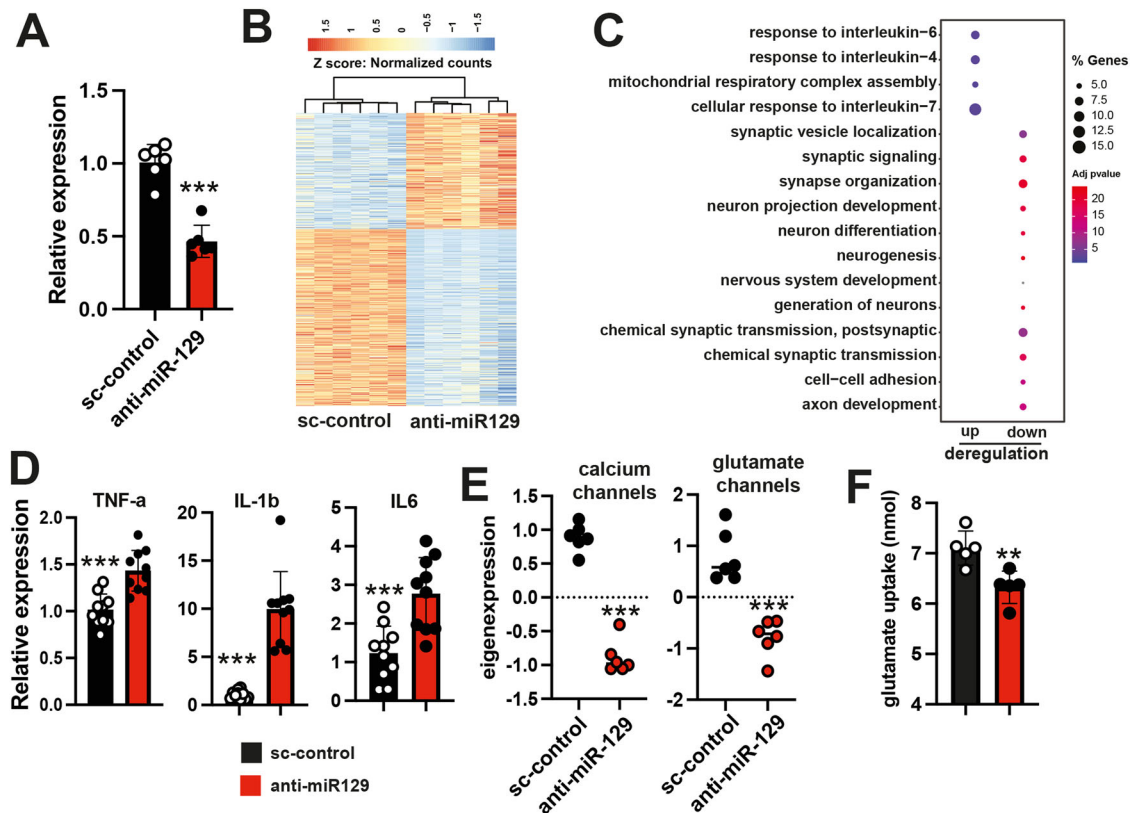 A
Relative expression
1.5
1.0
0.5
0.0
***
sc-control
anti-miR-129
B
1.5
1
0.5
0
−0.5
−1
−1.5
Z score: Normalized counts
sc-control
anti-miR129
C
response to interleukin−6
response to interleukin−4
mitochondrial respiratory complex assembly
cellular response to interleukin−7
synaptic vesicle localization
synaptic signaling
synapse organization
neuron projection development
neuron differentiation
neurogenesis
nervous system development
generation of neurons
chemical synaptic transmission, postsynaptic
chemical synaptic transmission
cell−cell adhesion
axon development
up
down
deregulation
% Genes
5.0
7.5
10.0
12.5
15.0
Adj pvalue
20
15
10
5
D
Relative expression
TNF-a
2.0
1.5
1.0
0.5
0.0
***
IL-1b
20
15
10
5
0
***
IL6
5
4
3
2
1
0
***
sc-control
anti-miR129
E
eigenexpression
calcium
channels
1.5
1.0
0.5
0.0
-0.5
-1.0
-1.5
***
sc-control
anti-miR-129
glutamate
channels
2
1
0
-1
-2
***
sc-control
anti-miR-129
F
glutamate uptake (nmol)
8
7
6
5
4
**